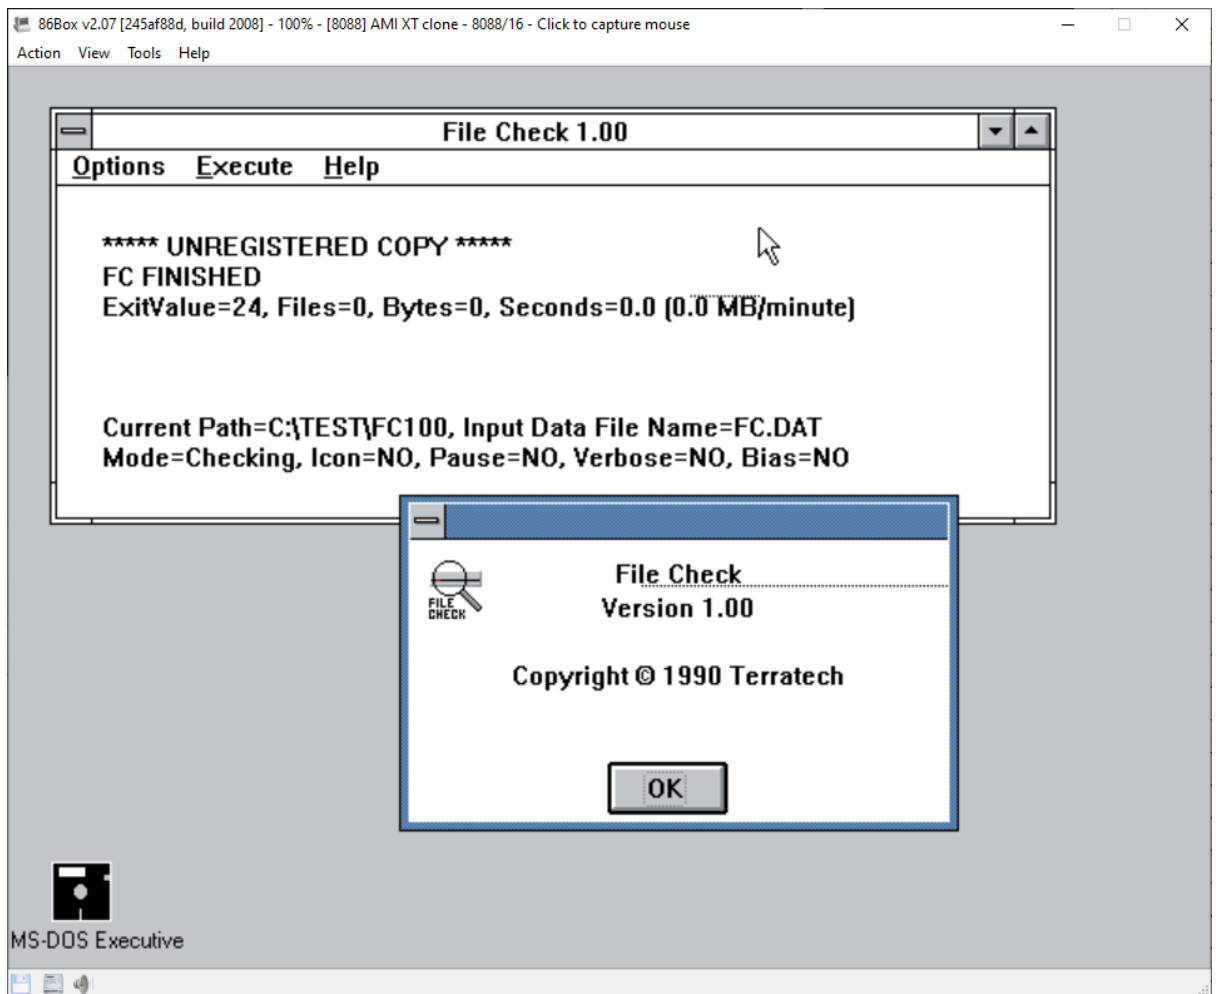 86Box v2.07 [245af88d, build 2008] - 100% - [8088] AMI XT clone - 8088/16 - Click to capture mouse
Action View Tools Help
File Check 1.00
Options Execute Help
***** UNREGISTERED COPY *****
FC FINISHED
ExitValue=24, Files=0, Bytes=0, Seconds=0.0 (0.0 MB/minute)
Current Path=C:\TEST\FC100, Input Data File Name=FC.DAT
Mode=Checking, Icon=NO, Pause=NO, Verbose=NO, Bias=NO
FILE
CHECK
File Check
Version 1.00
Copyright © 1990 Terratech
OK
MS-DOS Executive